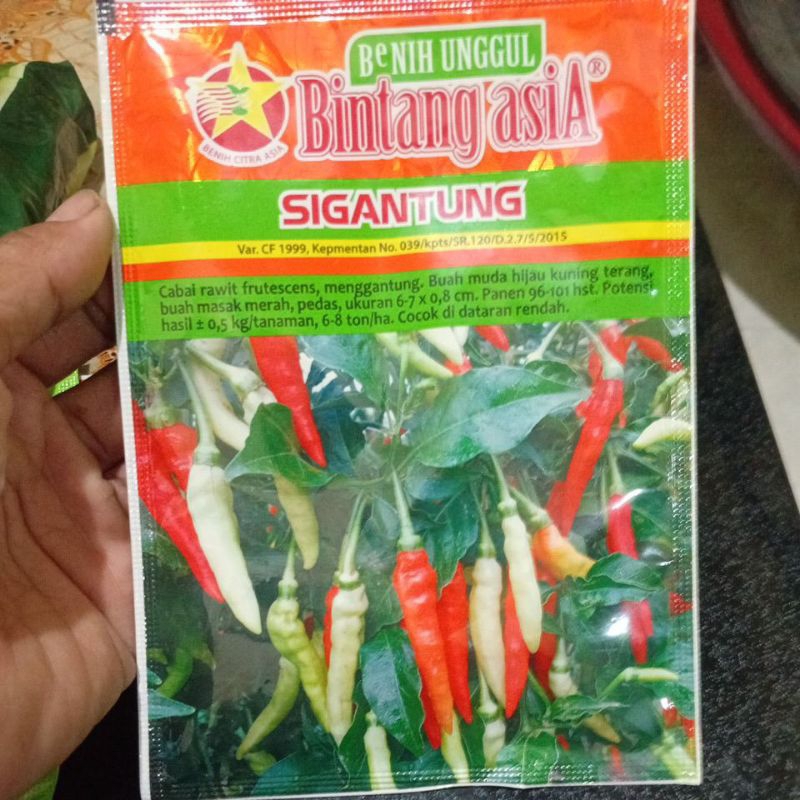 BeNIH UNGGUL
Bintang asiA®
BENIH CITRA ASIA
SIGANTUNG
Var. CF 1999, Kepmentan No. 039/kpts/SR.120/D.2.7/5/2015
Cabai rawit frutescens, menggantung. Buah muda hijau kuning terang,
buah masak merah, pedas, ukuran 6-7 x 0,8 cm. Panen 96-101 hst. Potensi
hasil ± 0,5 kg/tanaman, 6-8 ton/ha. Cocok di dataran rendah.